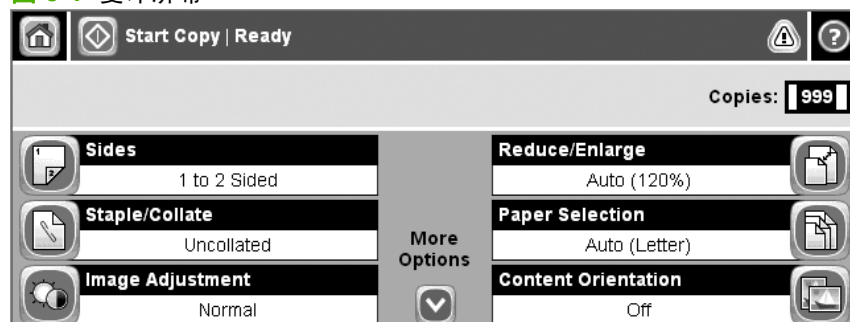 Start Copy | Ready
?
Copies: 999
Sides
1 to 2 Sided
Staple/Collate
Uncollated
Image Adjustment
Normal
More
Options
Reduce/Enlarge
Auto (120%)
Paper Selection
Auto (Letter)
Content Orientation
Off